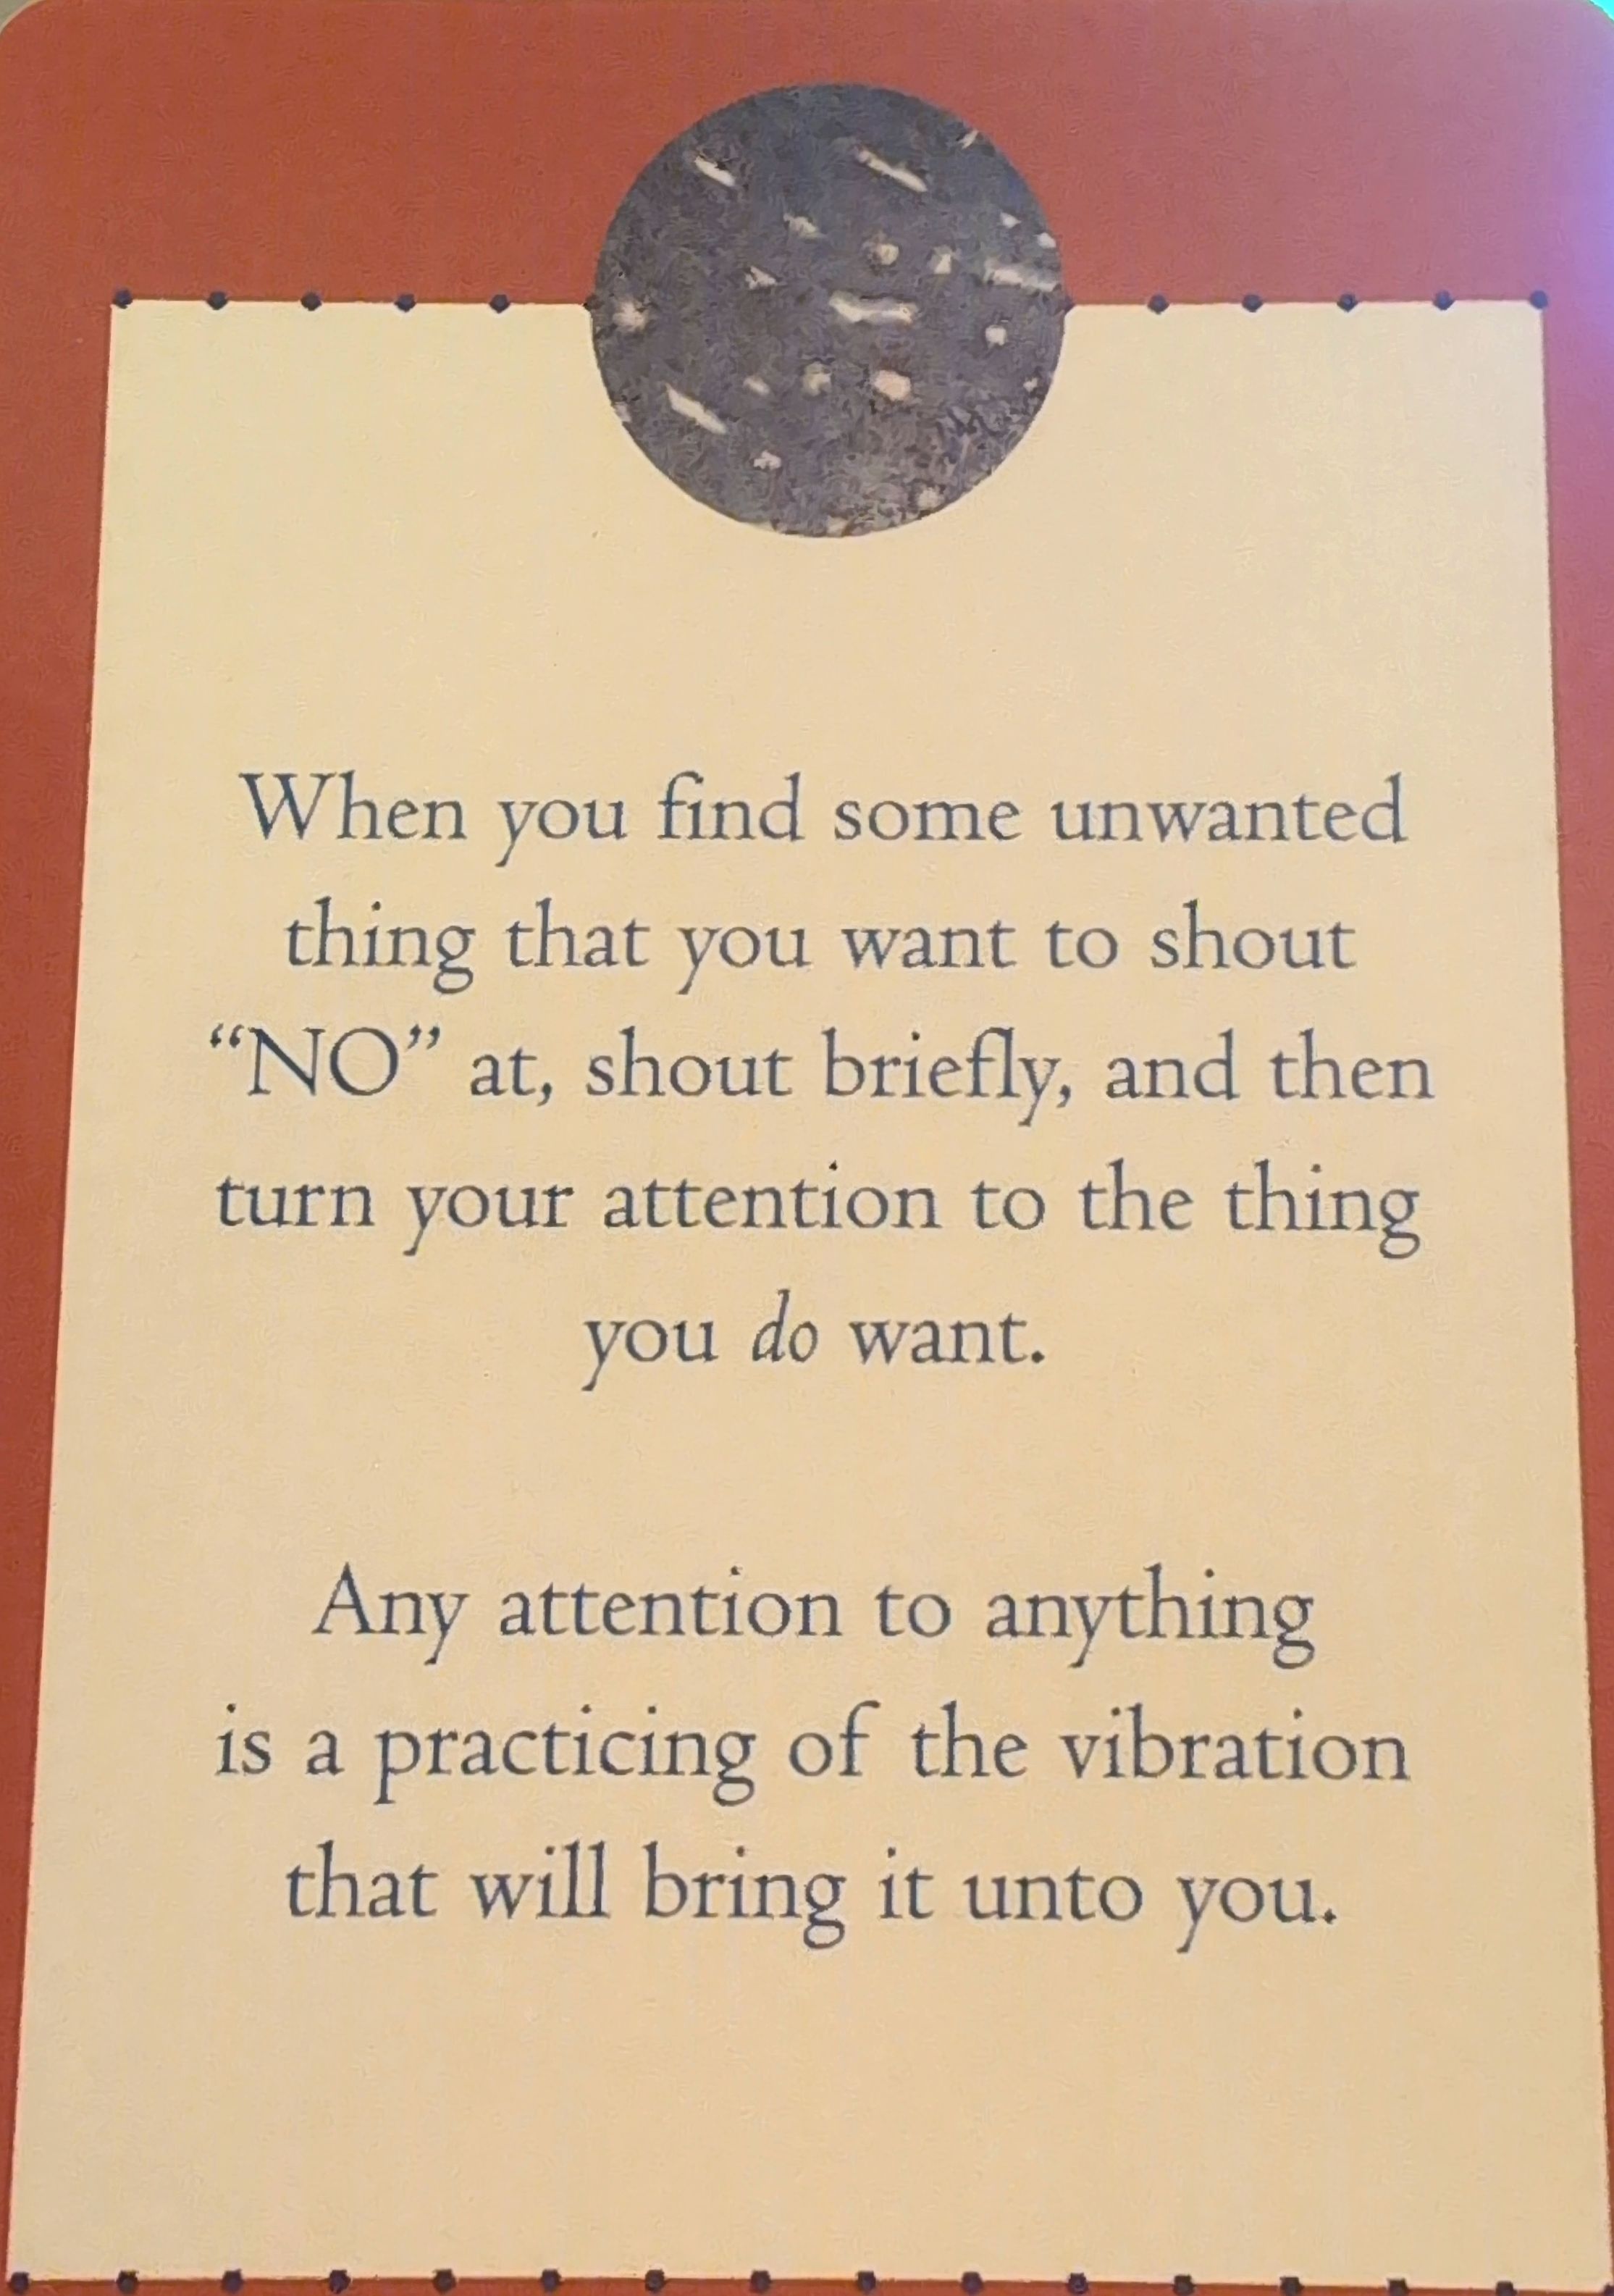 When you find some unwanted
thing that you want to shout
“NO” at, shout briefly, and then
turn your attention to the thing
you do want.
Any attention to anything
is a practicing of the vibration
that will bring it unto you.